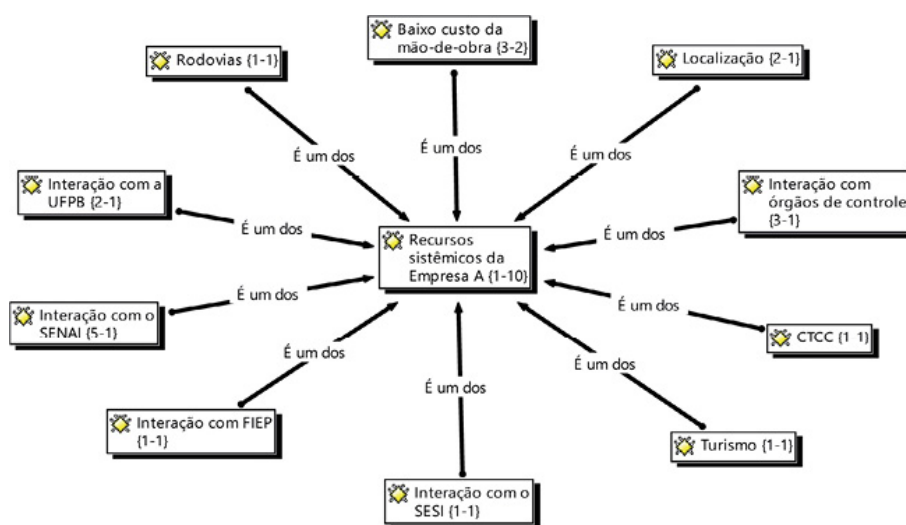 Baixo custo da
mão-de-obra {3-2}
Rodovias {1-1}
Localização {2-1}
É um dos
É um dos
É um dos
Interação com a
UFPB {2-1}
Interação com
órgãos de controle
{3-1}
É um dos
É um dos
Recursos
sistêmicos da
Empresa A {1-10}
É um dos
É um dos
Interação com o
SENAI {5-1}
CTCC {1-1}
É um dos
É um dos
É um dos
Interação com FIEP
{1-1}
Turismo {1-1}
Interação com o
SESI {1-1}